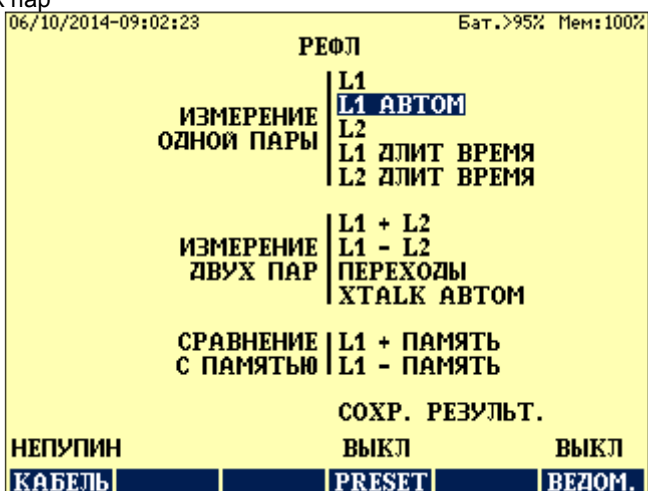 х пар
06/10/2014-09:02:23 Бат.>95% Мем:100%
РЕФЛ
ИЗМЕРЕНИЕ ОДНОЙ ПАРЫ
L1
L1 АВТОМ
L2
L1 ДЛИТ ВРЕМЯ
L2 ДЛИТ ВРЕМЯ
ИЗМЕРЕНИЕ ДВУХ ПАР
L1 + L2
L1 - L2
ПЕРЕХОДЫ
XTALK АВТОМ
СРАВНЕНИЕ С ПАМЯТЬЮ
L1 + ПАМЯТЬ
L1 - ПАМЯТЬ
СОХР. РЕЗУЛЬТ.
НЕПУПИН ВЫКЛ ВЫКЛ
КАБЕЛЬ PRESET ВЕДОМ.